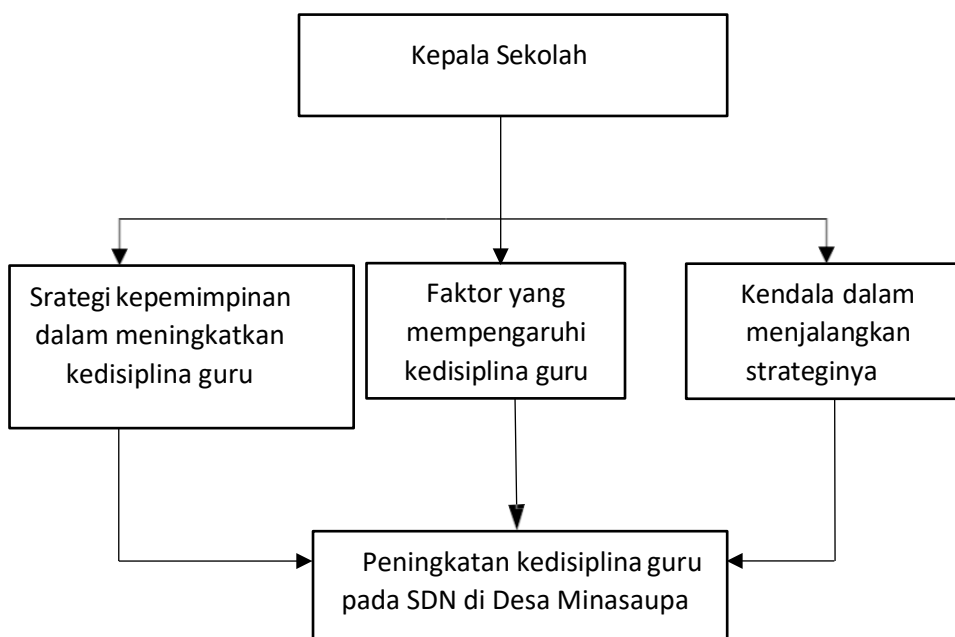 Kepala Sekolah
Srategi kepemimpinan
dalam meningkatkan
kedisiplina guru
Faktor yang
mempengaruhi
kedisiplina guru
Kendala dalam
menjalangkan
strateginya
Peningkatan kedisiplina guru
pada SDN di Desa Minasaupa